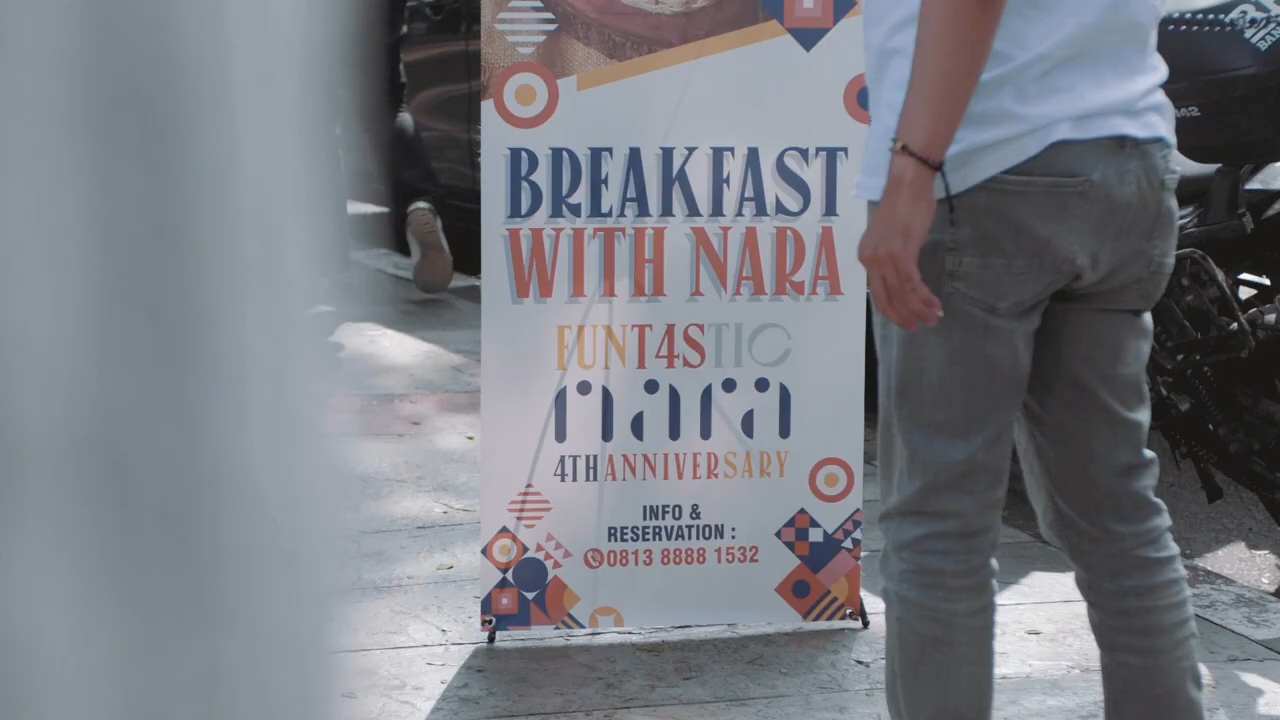 BREAKFAST
WITH NARA
FUNT4STIC
nara
4TH ANNIVERSARY
INFO &
RESERVATION :
0813 8888 1532